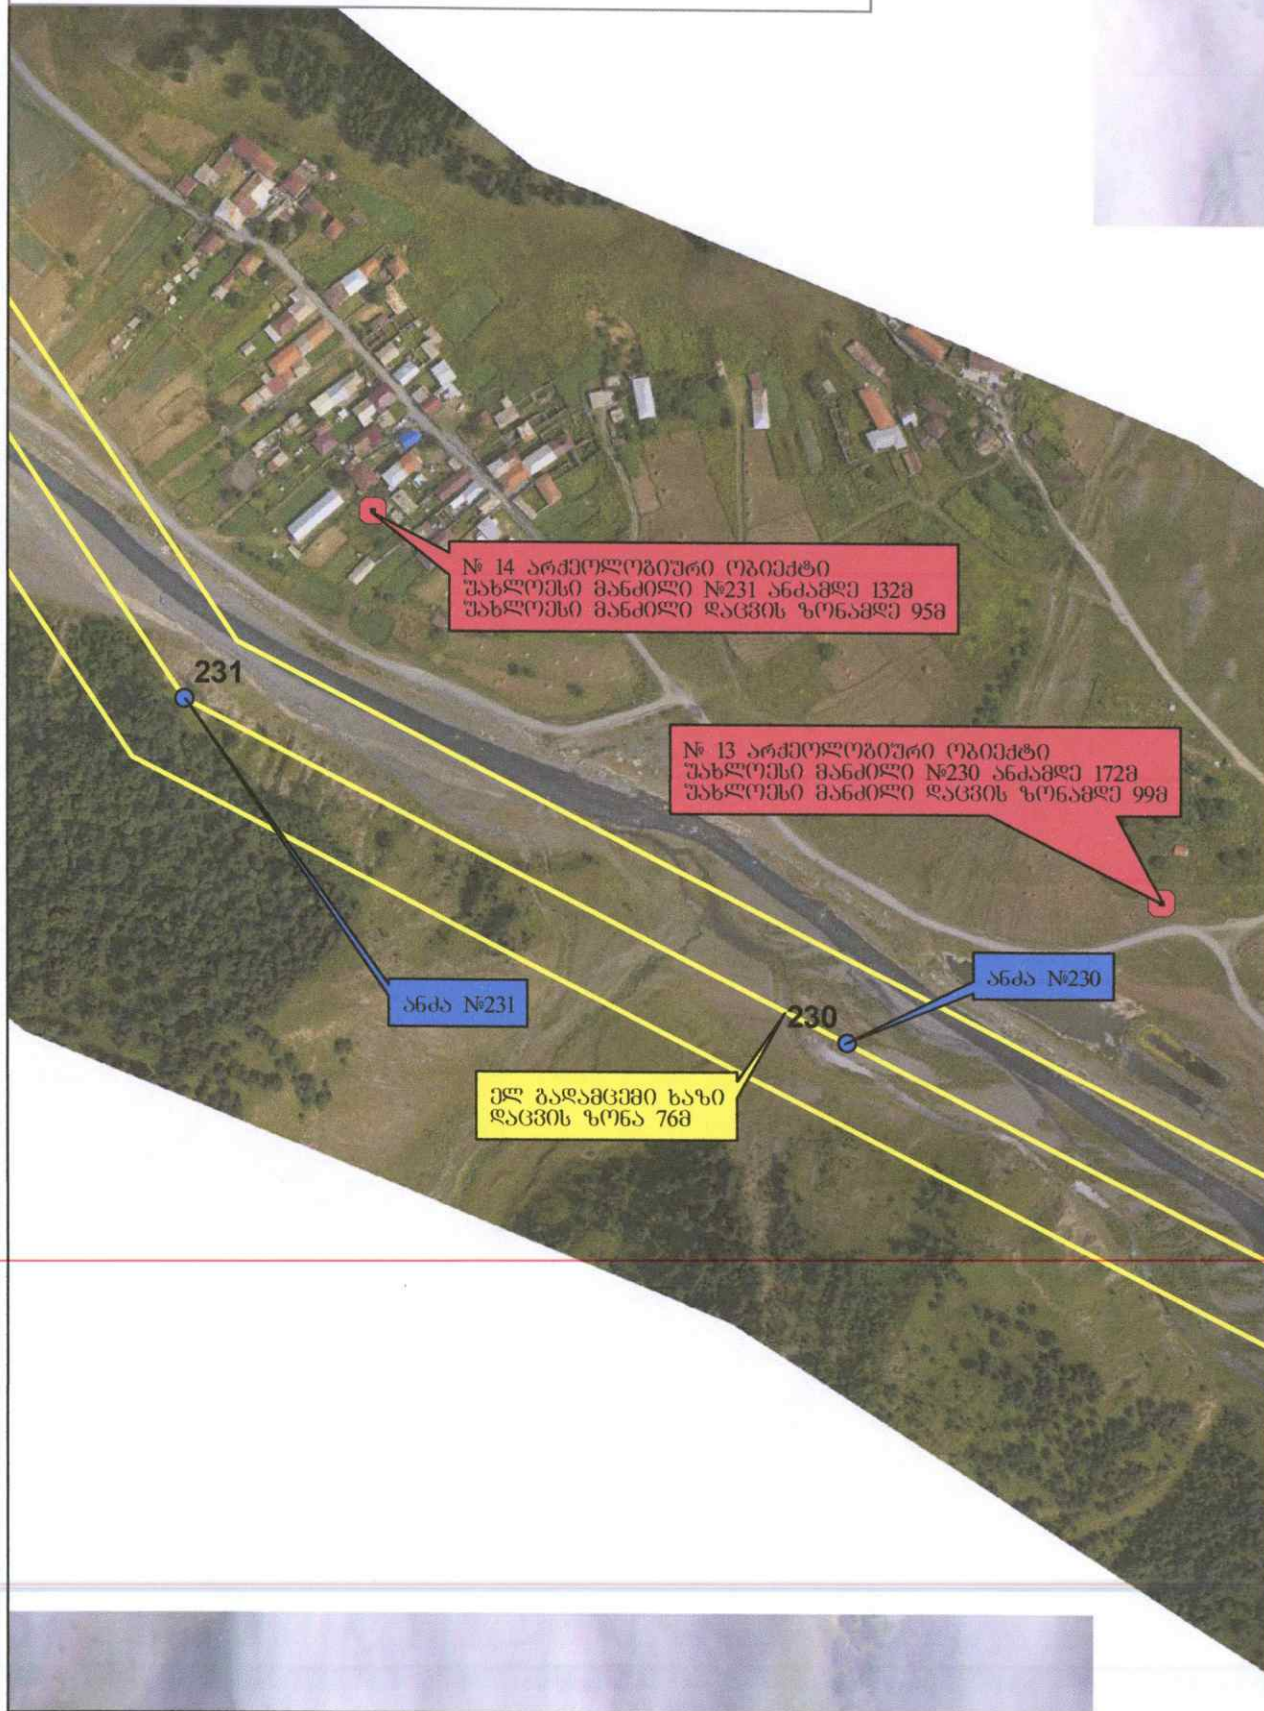 № 14 არქეოლოგიური ობიექტი
უახლოესი მანძილი №231 ანძამდე 132მ
უახლოესი მანძილი დაცვის ზონამდე 95მ
231
№ 13 არქეოლოგიური ობიექტი
უახლოესი მანძილი №230 ანძამდე 172მ
უახლოესი მანძილი დაცვის ზონამდე 99მ
ანძა №230
ანძა №231
230
ელ გადამცემი ხაზი
დაცვის ზონა 76მ